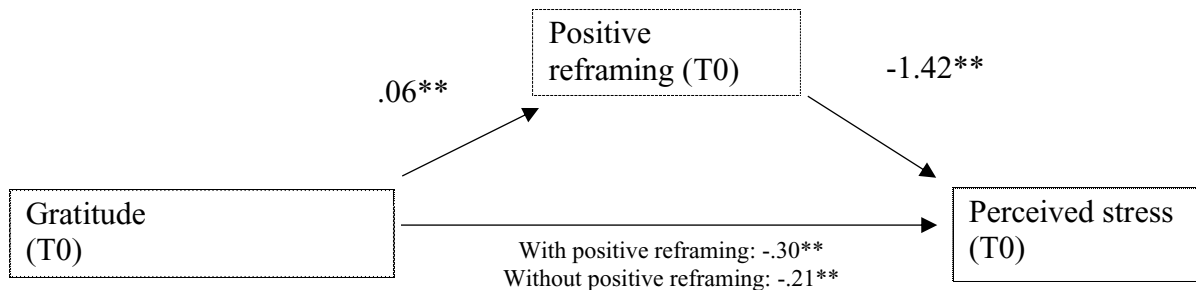 Positive
reframing (T0)
-1.42**
.06**
Gratitude
(T0)
Perceived stress
(T0)
With positive reframing: -.30**
Without positive reframing: -.21**